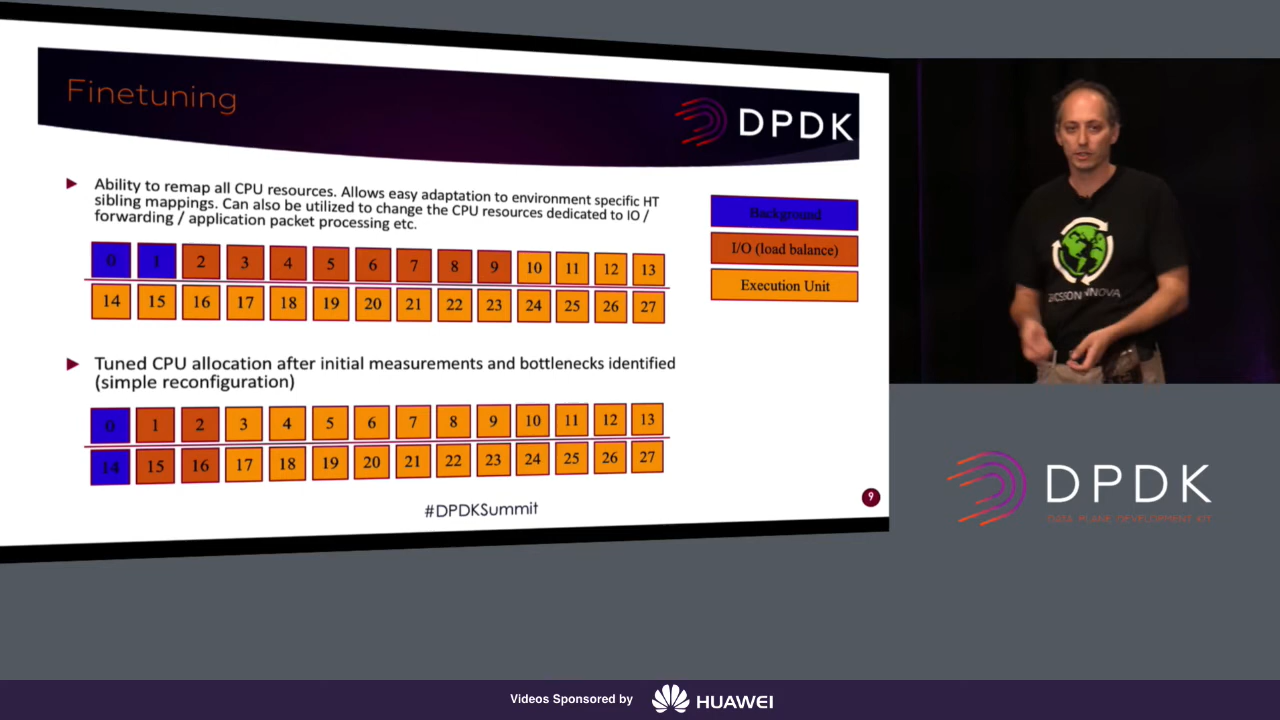 Finetuning
DPDK
Ability to remap all CPU resources. Allows easy adaptation to environment specific HT
sibling mappings. Can also be utilized to change the CPU resources dedicated to IO /
forwarding / application packet processing etc.
Background
I/O (load balance)
Execution Unit
0 1 2 3 4 5 6 7 8 9 10 11 12 13
14 15 16 17 18 19 20 21 22 23 24 25 26 27
Tuned CPU allocation after initial measurements and bottlenecks identified
(simple reconfiguration)
0 1 2 3 4 5 6 7 8 9 10 11 12 13
14 15 16 17 18 19 20 21 22 23 24 25 26 27
#DPDKSummit
9
DPDK
DATA PLANE DEVELOPMENT KIT
Videos Sponsored by
HUAWEI